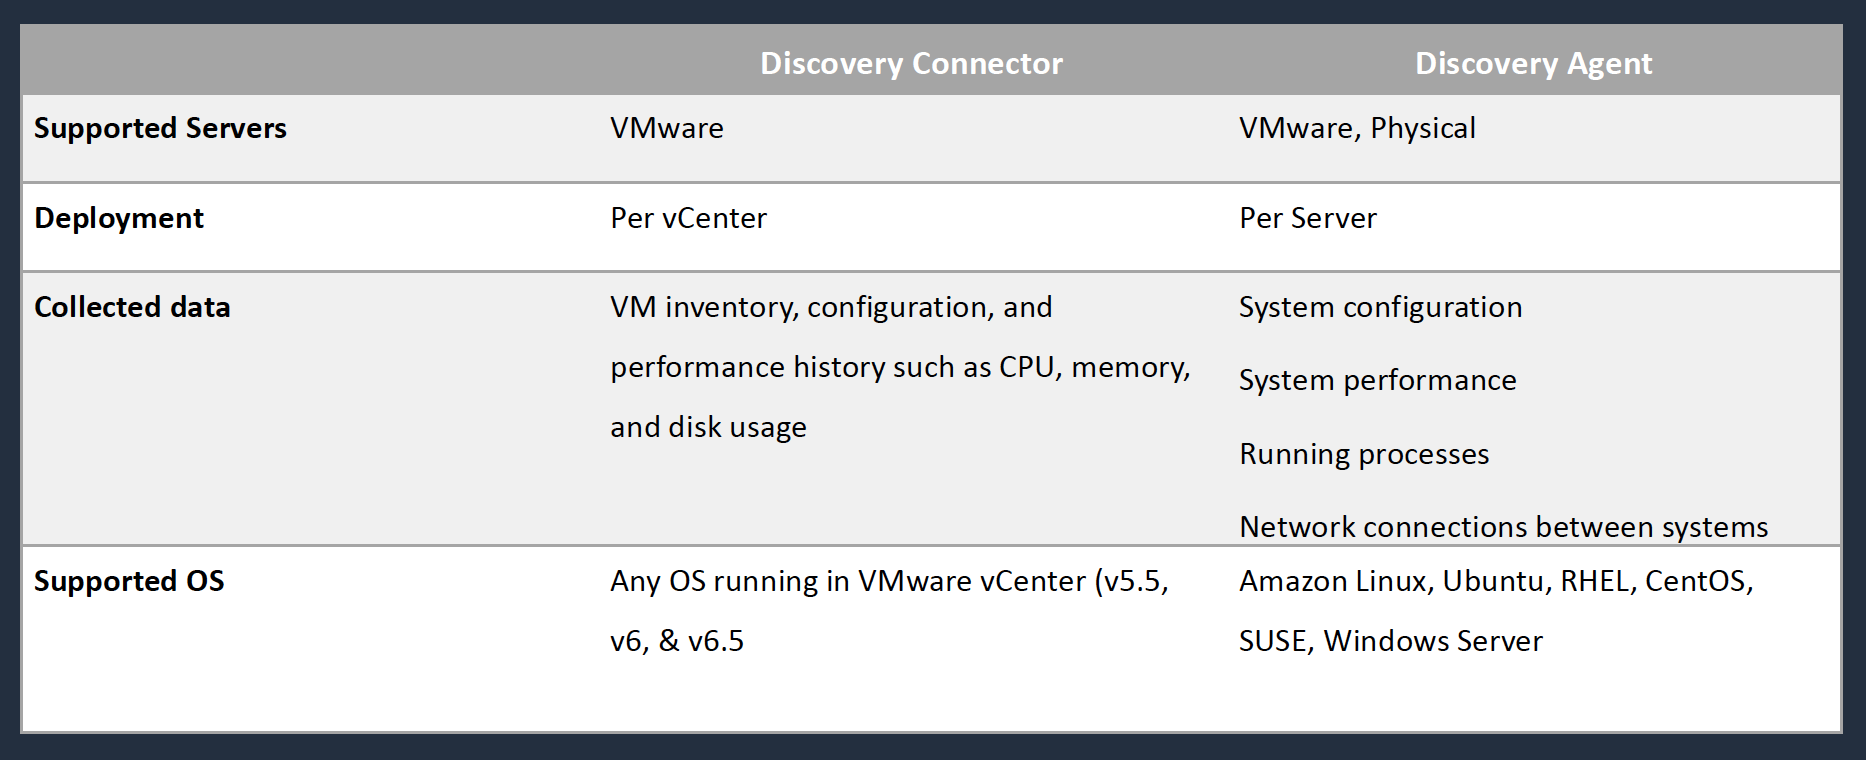 Discovery Connector Discovery Agent
Supported Servers VMware VMware, Physical
Deployment Per vCenter Per Server
Collected data VM inventory, configuration, and System configuration
performance history such as CPU, memory, System performance
and disk usage Running processes
Network connections between systems
Supported OS Any OS running in VMware vCenter (v5.5, Amazon Linux, Ubuntu, RHEL, CentOS,
v6, & v6.5 SUSE, Windows Server